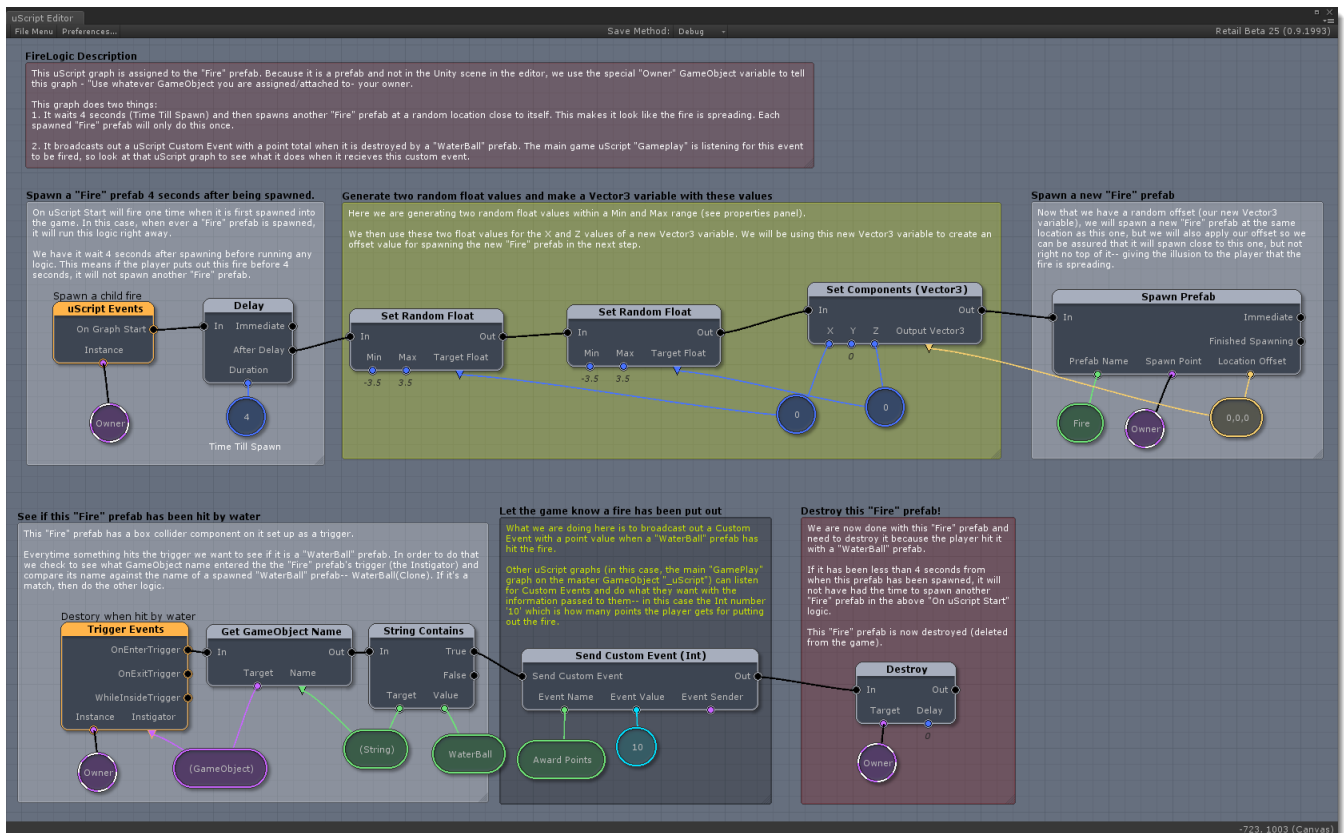 uScript Editor
File Menu Preferences... Save Method: Debug Retail Beta 25 (0.9.1993)
FireLogic Description
This uScript graph is assigned to the "Fire" prefab. Because it is a prefab and not in the Unity scene in the editor, we use the special "Owner" GameObject variable to tell
this graph - "Use whatever GameObject you are assigned/attached to- your owner.
This graph does two things:
1. It waits 4 seconds (Time Till Spawn) and then spawns another "Fire" prefab at a random location close to itself. This makes it look like the fire is spreading. Each
spawned "Fire" prefab will only do this once.
2. It broadcasts out a uScript Custom Event with a point total when it is destroyed by a "WaterBall" prefab. The main game uScript "Gameplay" is listening for this event
to be fired, so look at that uScript graph to see what it does when it recieves this custom event.
Spawn a "Fire" prefab 4 seconds after being spawned.
On uScript Start will fire one time when it is first spawned into
the game. In this case, when ever a "Fire" prefab is spawned,
it will run this logic right away.
We have it wait 4 seconds after spawning before running any
logic. This means if the player puts out this fire before 4
seconds, it will not spawn another "Fire" prefab.
Spawn a child fire
uScript Events
On Graph Start
Instance
Owner
Delay
In Immediate
After Delay
Duration
4
Time Till Spawn
Generate two random float values and make a Vector3 variable with these values
Here we are generating two random float values within a Min and Max range (see properties panel).
We then use these two float values for the X and Z values of a new Vector3 variable. We will be using this new Vector3 variable to create an
offset value for spawning the new "Fire" prefab in the next step.
Set Random Float
In Out
Min Max Target Float
-3.5 3.5
Set Random Float
In Out
Min Max Target Float
-3.5 3.5
Set Components (Vector3)
In Out
X Y Z Output Vector3
0
0
0
Spawn a new "Fire" prefab
Now that we have a random offset (our new Vector3
variable), we will spawn a new "Fire" prefab at the same
location as this one, but we will also apply our offset so we
can be assured that it will spawn close to this one, but not
right no top of it-- giving the illusion to the player that the
fire is spreading.
Spawn Prefab
In Immediate
Finished Spawning
Prefab Name Spawn Point Location Offset
Fire
Owner
0,0,0
See if this "Fire" prefab has been hit by water
This "Fire" prefab has a box collider component on it set up as a trigger.
Everytime something hits the trigger we want to see if it is a "WaterBall" prefab. In order to do that
we check to see what GameObject name entered the the "Fire" prefab's trigger (the Instigator) and
compare its name against the name of a spawned "WaterBall" prefab-- WaterBall(Clone). If it's a
match, then do the other logic.
Destory when hit by water
Trigger Events
OnEnterTrigger
OnExitTrigger
WhileInsideTrigger
Instance Instigator
Owner
(GameObject)
Get GameObject Name
In Out
Target Name
(String)
String Contains
In True
False
Target Value
WaterBall
Let the game know a fire has been put out
What we are doing here is to broadcast out a Custom
Event with a point value when a "WaterBall" prefab has
hit the fire.
Other uScript graphs (in this case, the main "GamePlay"
graph on the master GameObject "_uScript") can listen
for Custom Events and do what they want with the
information passed to them-- in this case the Int number
'10' which is how many points the player gets for putting
out the fire.
Send Custom Event (Int)
Send Custom Event Out
Event Name Event Value Event Sender
Award Points
10
Destroy this "Fire" prefab!
We are now done with this "Fire" prefab and
need to destroy it because the player hit it
with a "WaterBall" prefab.
If it has been less than 4 seconds from
when this prefab has been spawned, it will
not have had the time to spawn another
"Fire" prefab in the above "On uScript Start"
logic.
This "Fire" prefab is now destroyed (deleted
from the game).
Destroy
In Out
Target Delay
0
Owner
-723, 1003 (Canvas)